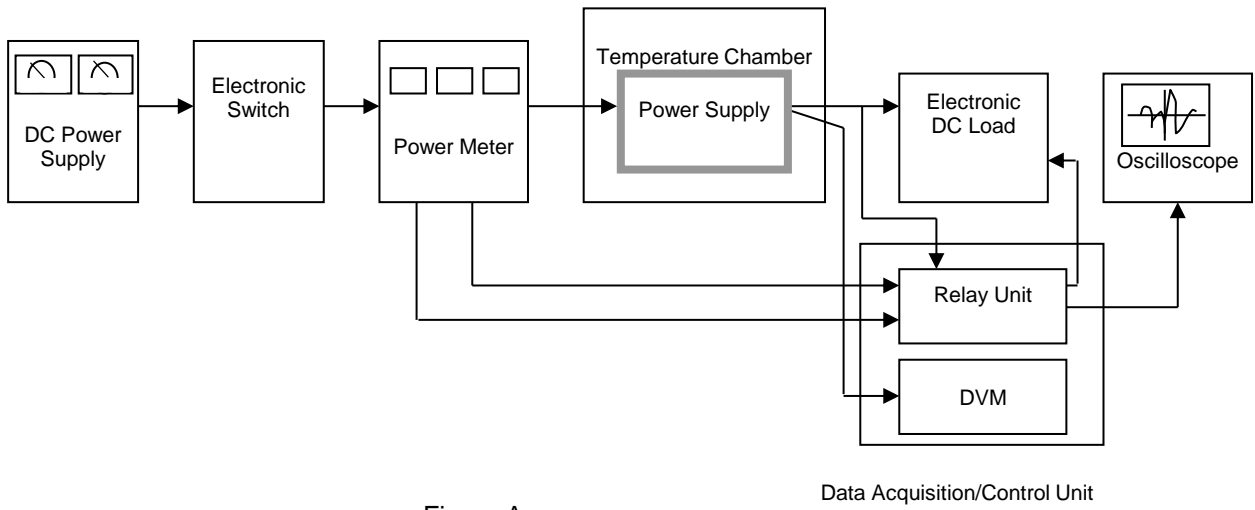 DC Power
Supply
Electronic
Switch
Power Meter
Temperature Chamber
Power Supply
Electronic
DC Load
Oscilloscope
Relay Unit
DVM
Data Acquisition/Control Unit
Figure A